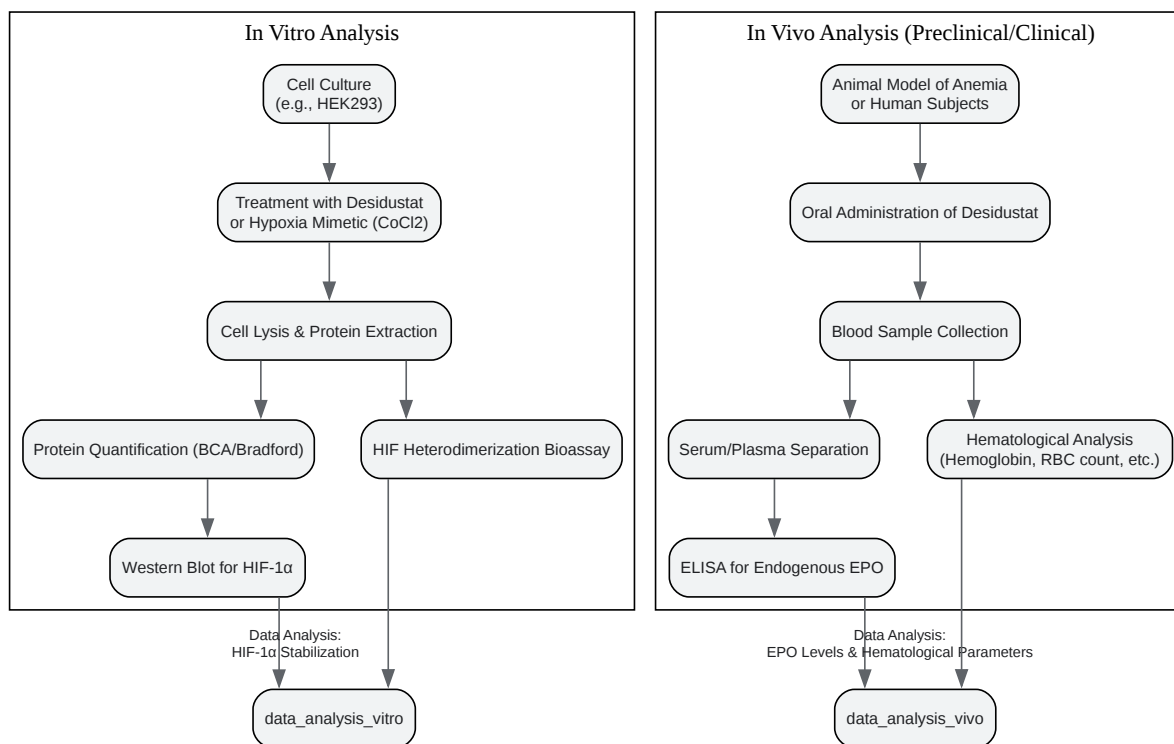 In Vitro Analysis
Cell Culture
(e.g., HEK293)
Treatment with Desidustat
or Hypoxia Mimetic (CoCl2)
Cell Lysis & Protein Extraction
Protein Quantification (BCA/Bradford)
HIF Heterodimerization Bioassay
Western Blot for HIF-1α
Data Analysis:
HIF-1α Stabilization
data_analysis_vitro
In Vivo Analysis (Preclinical/Clinical)
Animal Model of Anemia
or Human Subjects
Oral Administration of Desidustat
Blood Sample Collection
Serum/Plasma Separation
Hematological Analysis
(Hemoglobin, RBC count, etc.)
ELISA for Endogenous EPO
Data Analysis:
EPO Levels & Hematological Parameters
data_analysis_vivo